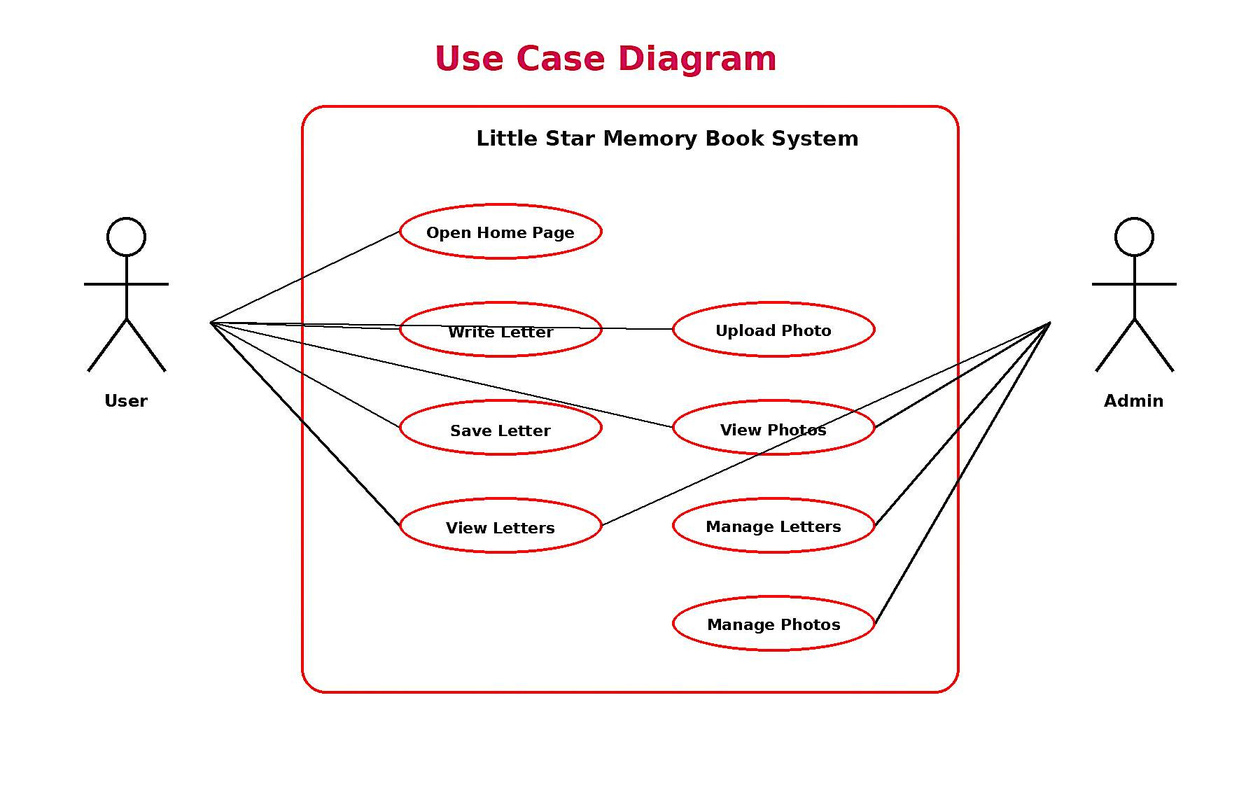 Use Case Diagram
Little Star Memory Book System
Open Home Page
Write Letter
Upload Photo
User
Admin
Save Letter
View Photos
View Letters
Manage Letters
Manage Photos